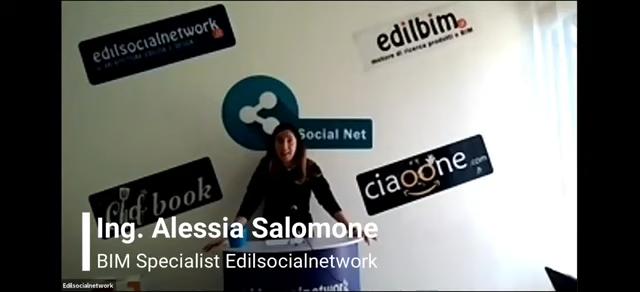 edilsocialnetwork
edilbim
motore di ricerca prodotti e BIM
Social Net
book
ciaoone.com
Ing. Alessia Salomone
BIM Specialist Edilsocialnetwork
Edilsocialnetwork